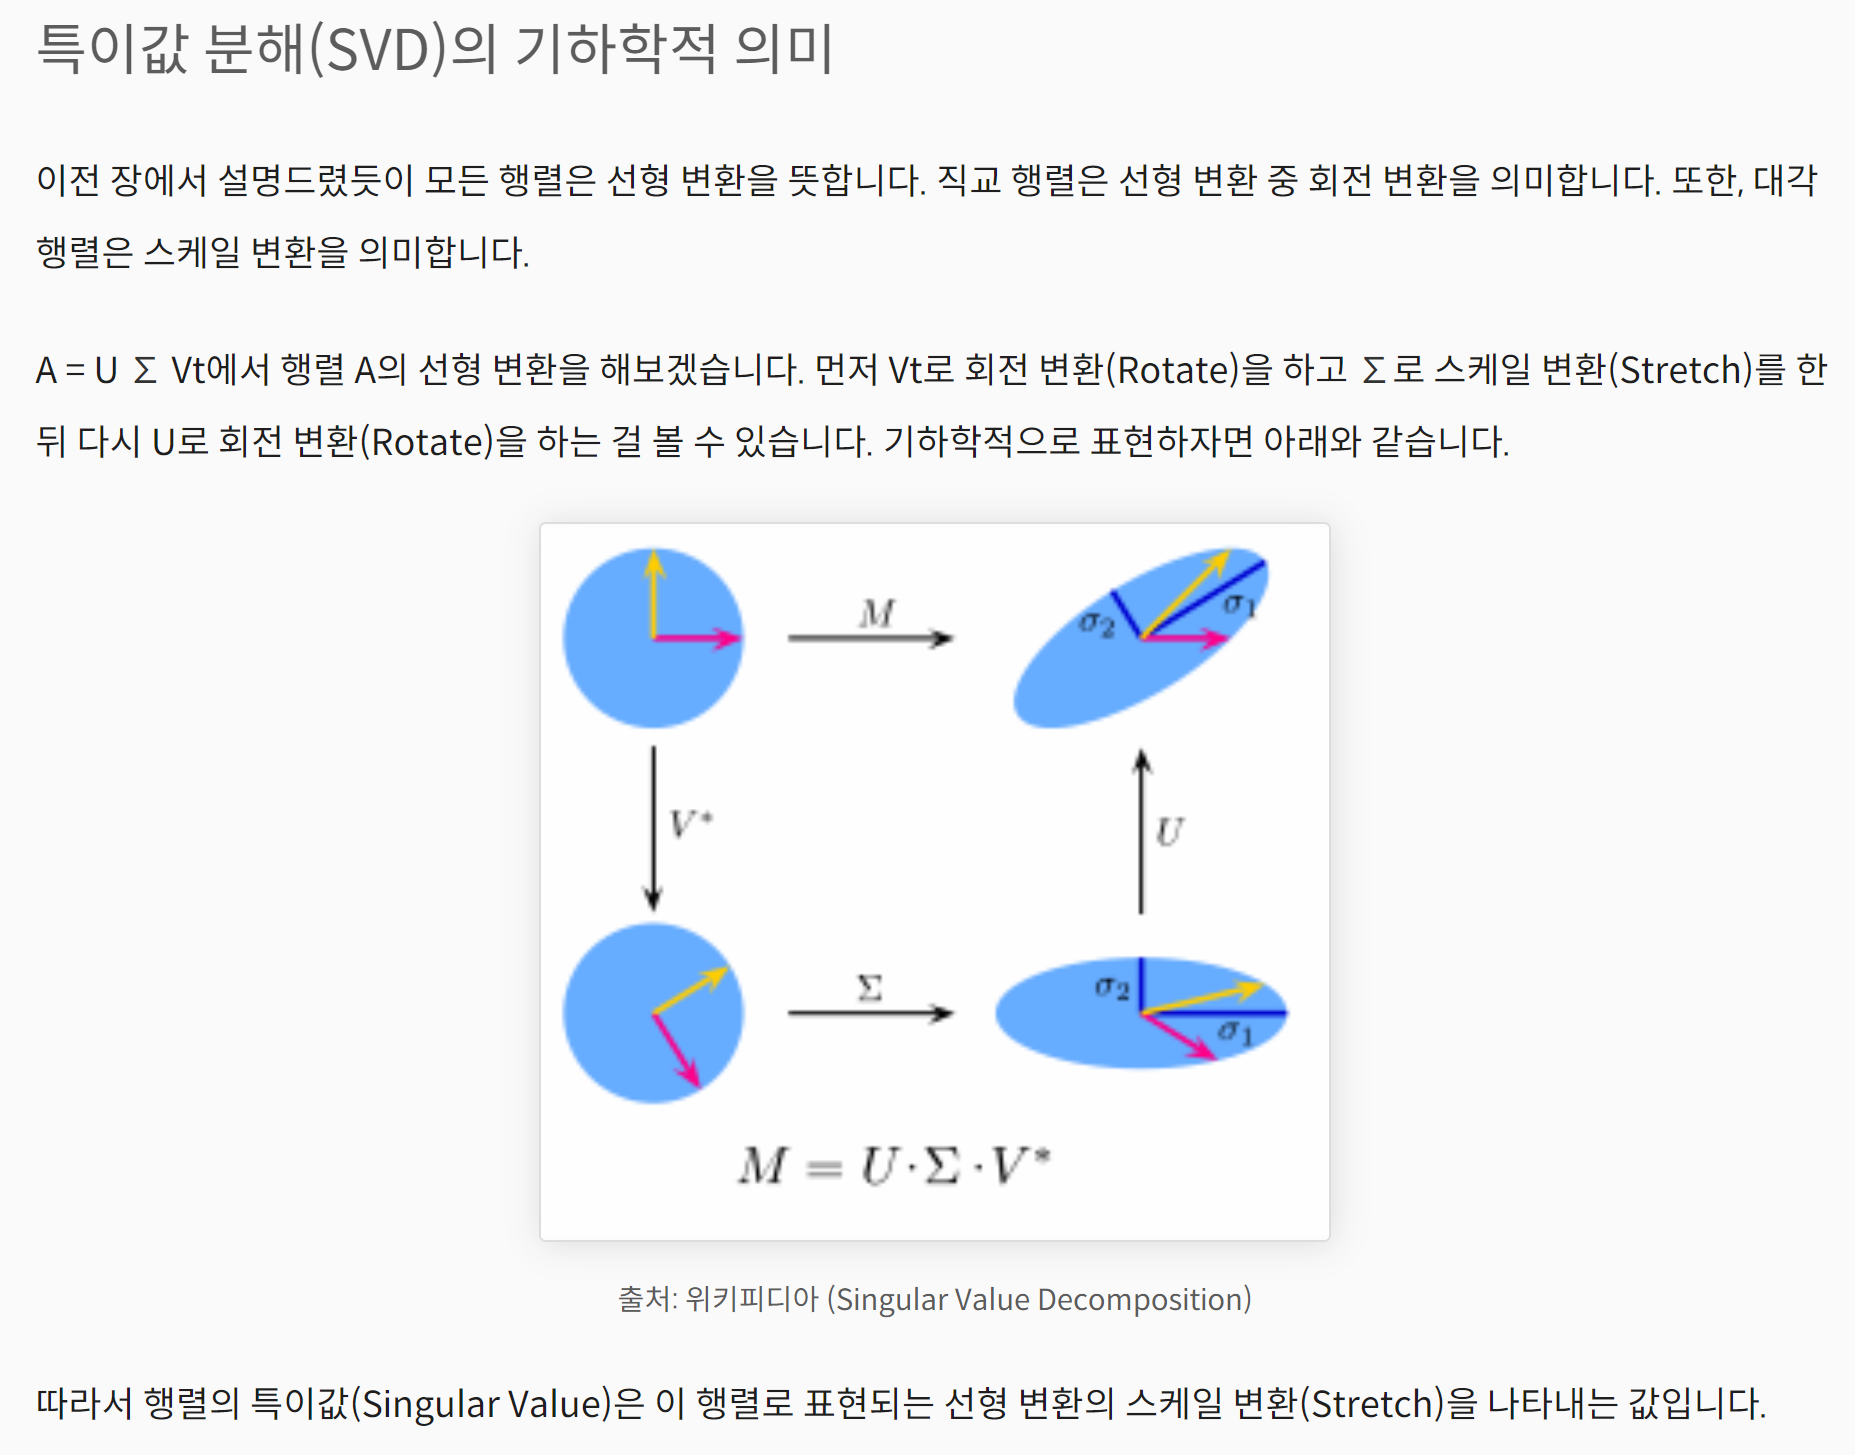 특이값 분해(SVD)의 기하학적 의미
이전 장에서 설명드렸듯이 모든 행렬은 선형 변환을 뜻합니다. 직교 행렬은 선형 변환 중 회전 변환을 의미합니다. 또한, 대각
행렬은 스케일 변환을 의미합니다.
A = U Σ Vt에서 행렬 A의 선형 변환을 해보겠습니다. 먼저 Vt로 회전 변환(Rotate)을 하고 Σ로 스케일 변환(Stretch)를 한
뒤 다시 U로 회전 변환(Rotate)을 하는 걸 볼 수 있습니다. 기하학적으로 표현하자면 아래와 같습니다.
M
σ2
σ1
V*
U
Σ
σ2
σ1
M = U·Σ·V*
출처: 위키피디아 (Singular Value Decomposition)
따라서 행렬의 특이값(Singular Value)은 이 행렬로 표현되는 선형 변환의 스케일 변환(Stretch)을 나타내는 값입니다.